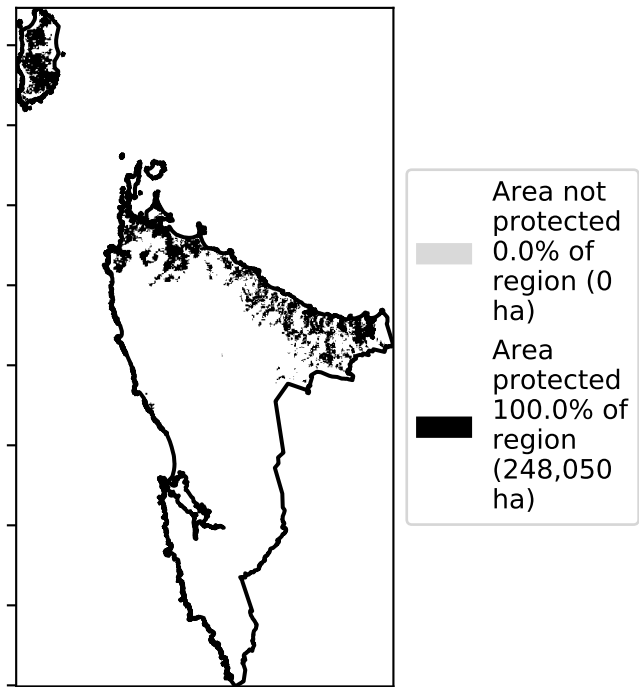 Area not
protected
0.0% of
region (0
ha)
Area
protected
100.0% of
region
(248,050
ha)